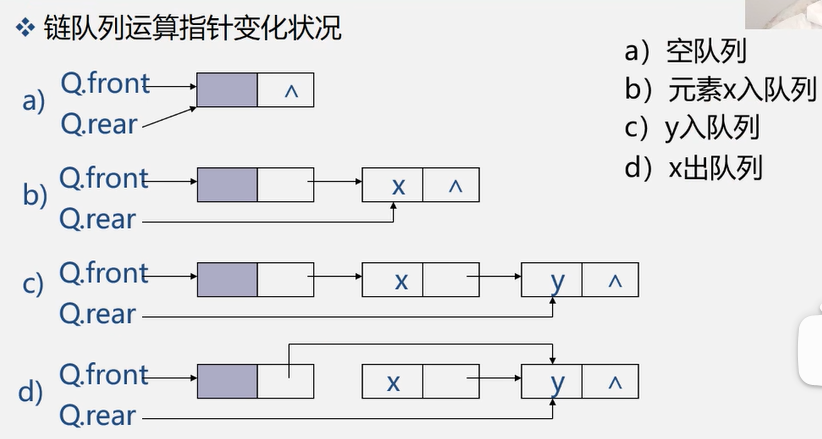 ❖ 链队列运算指针变化状况
a) Q.front ^
Q.rear
b) Q.front x ^
Q.rear
c) Q.front x y ^
Q.rear
d) Q.front x y ^
Q.rear
a）空队列
b）元素x入队列
c）y入队列
d）x出队列